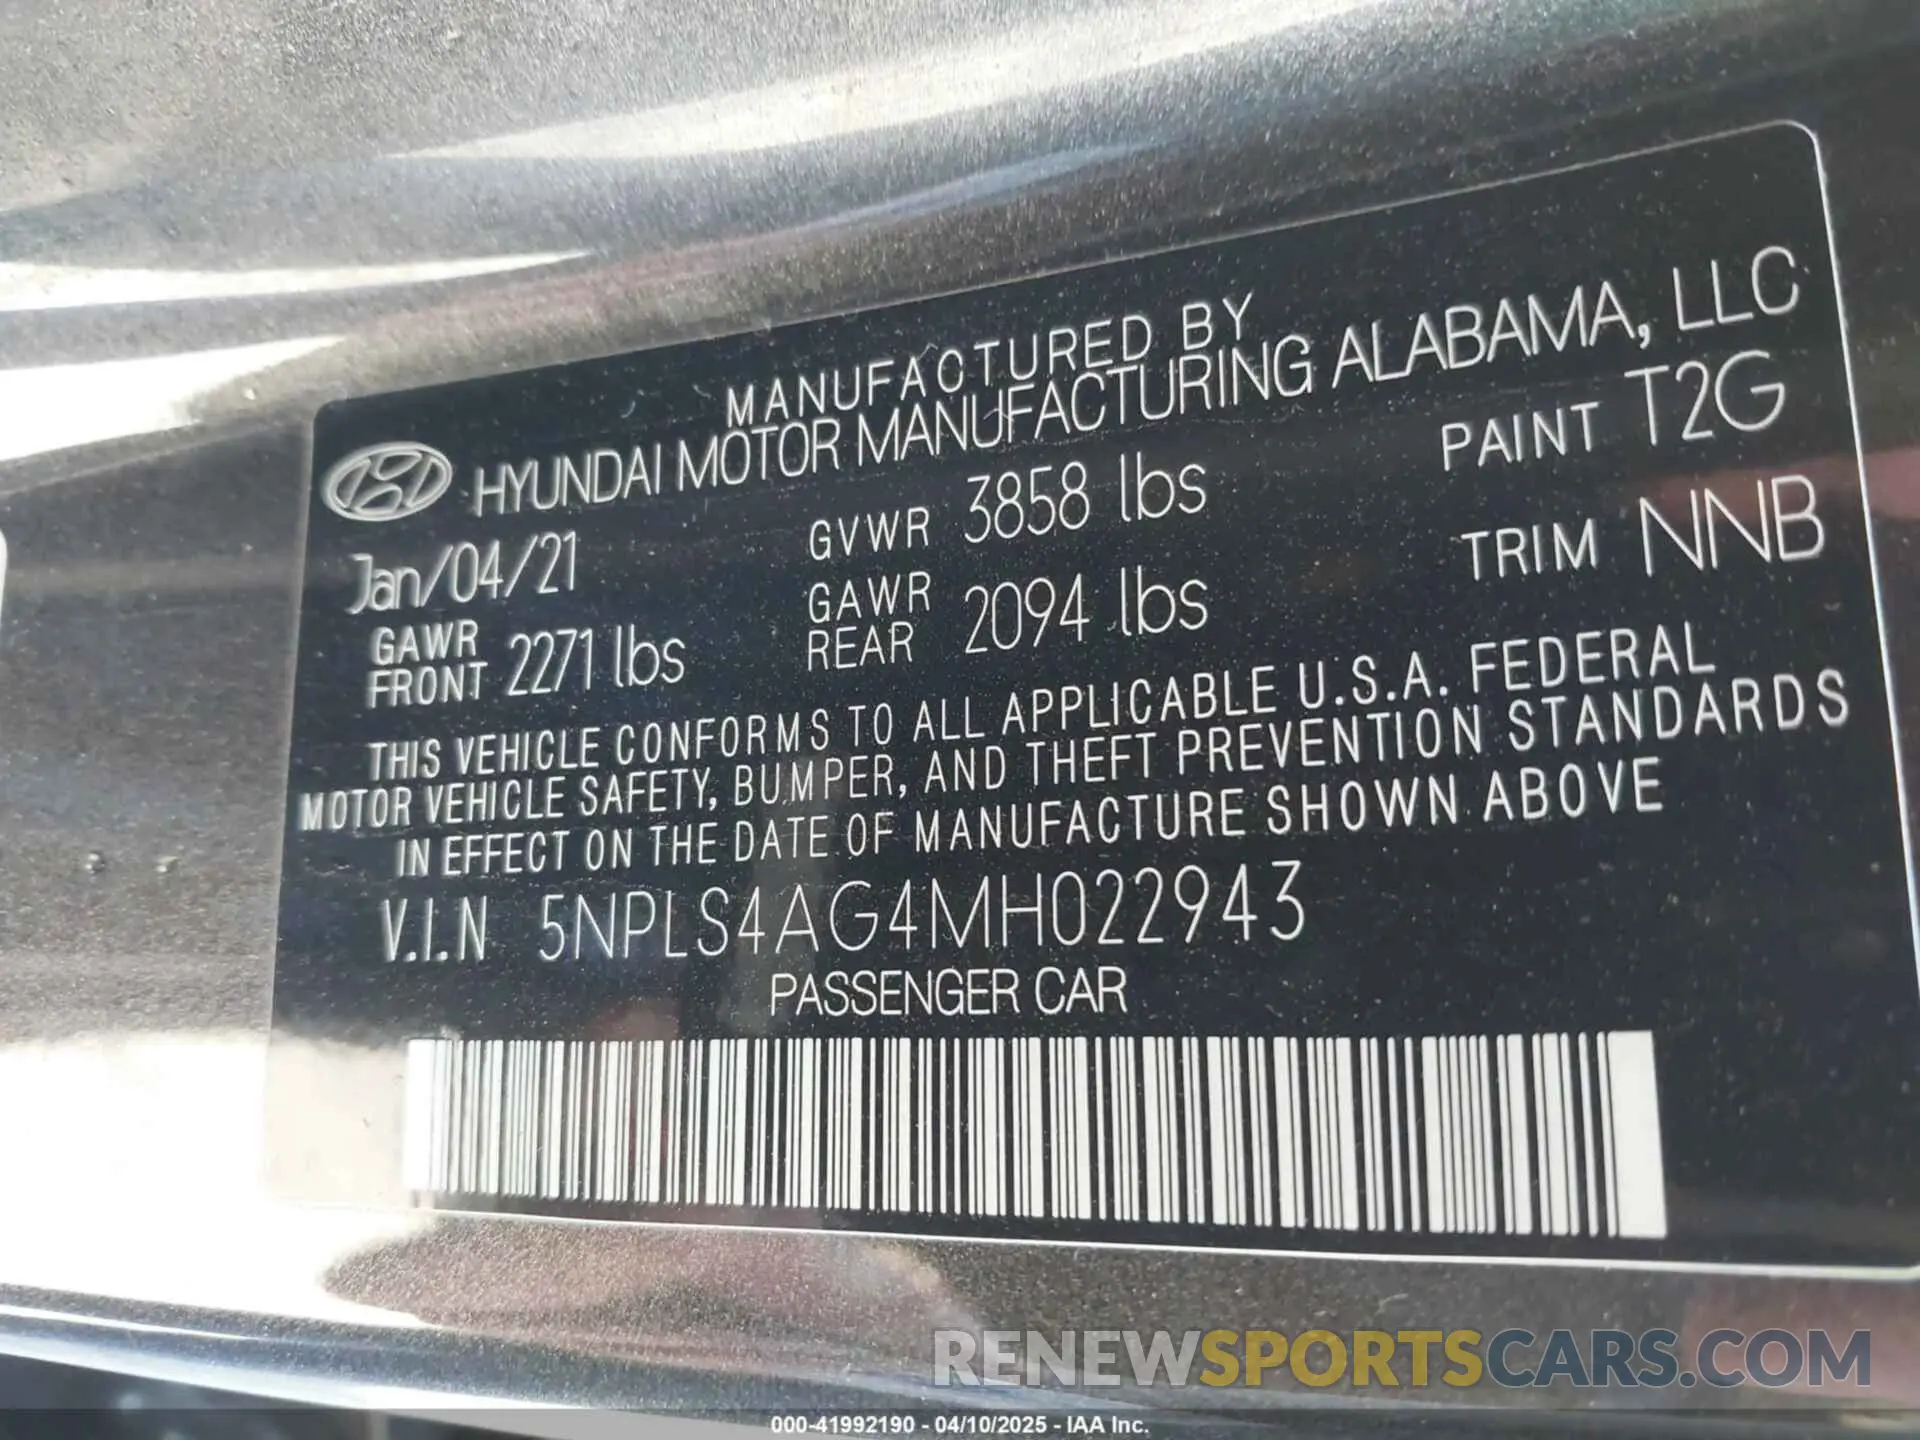 MANUFACTURED BY
HYUNDAI MOTOR MANUFACTURING ALABAMA, LLC
Jan/04/21 GVWR 3858 lbs PAINT T2G
GAWR FRONT 2271 lbs GAWR REAR 2094 lbs TRIM NNB
THIS VEHICLE CONFORMS TO ALL APPLICABLE U.S.A. FEDERAL
MOTOR VEHICLE SAFETY, BUMPER, AND THEFT PREVENTION STANDARDS
IN EFFECT ON THE DATE OF MANUFACTURE SHOWN ABOVE
V.I.N 5NPLS4AG4MH022943
PASSENGER CAR
RENEWSPORTSCARS.COM
000-41992190 - 04/10/2025 - IAA Inc.